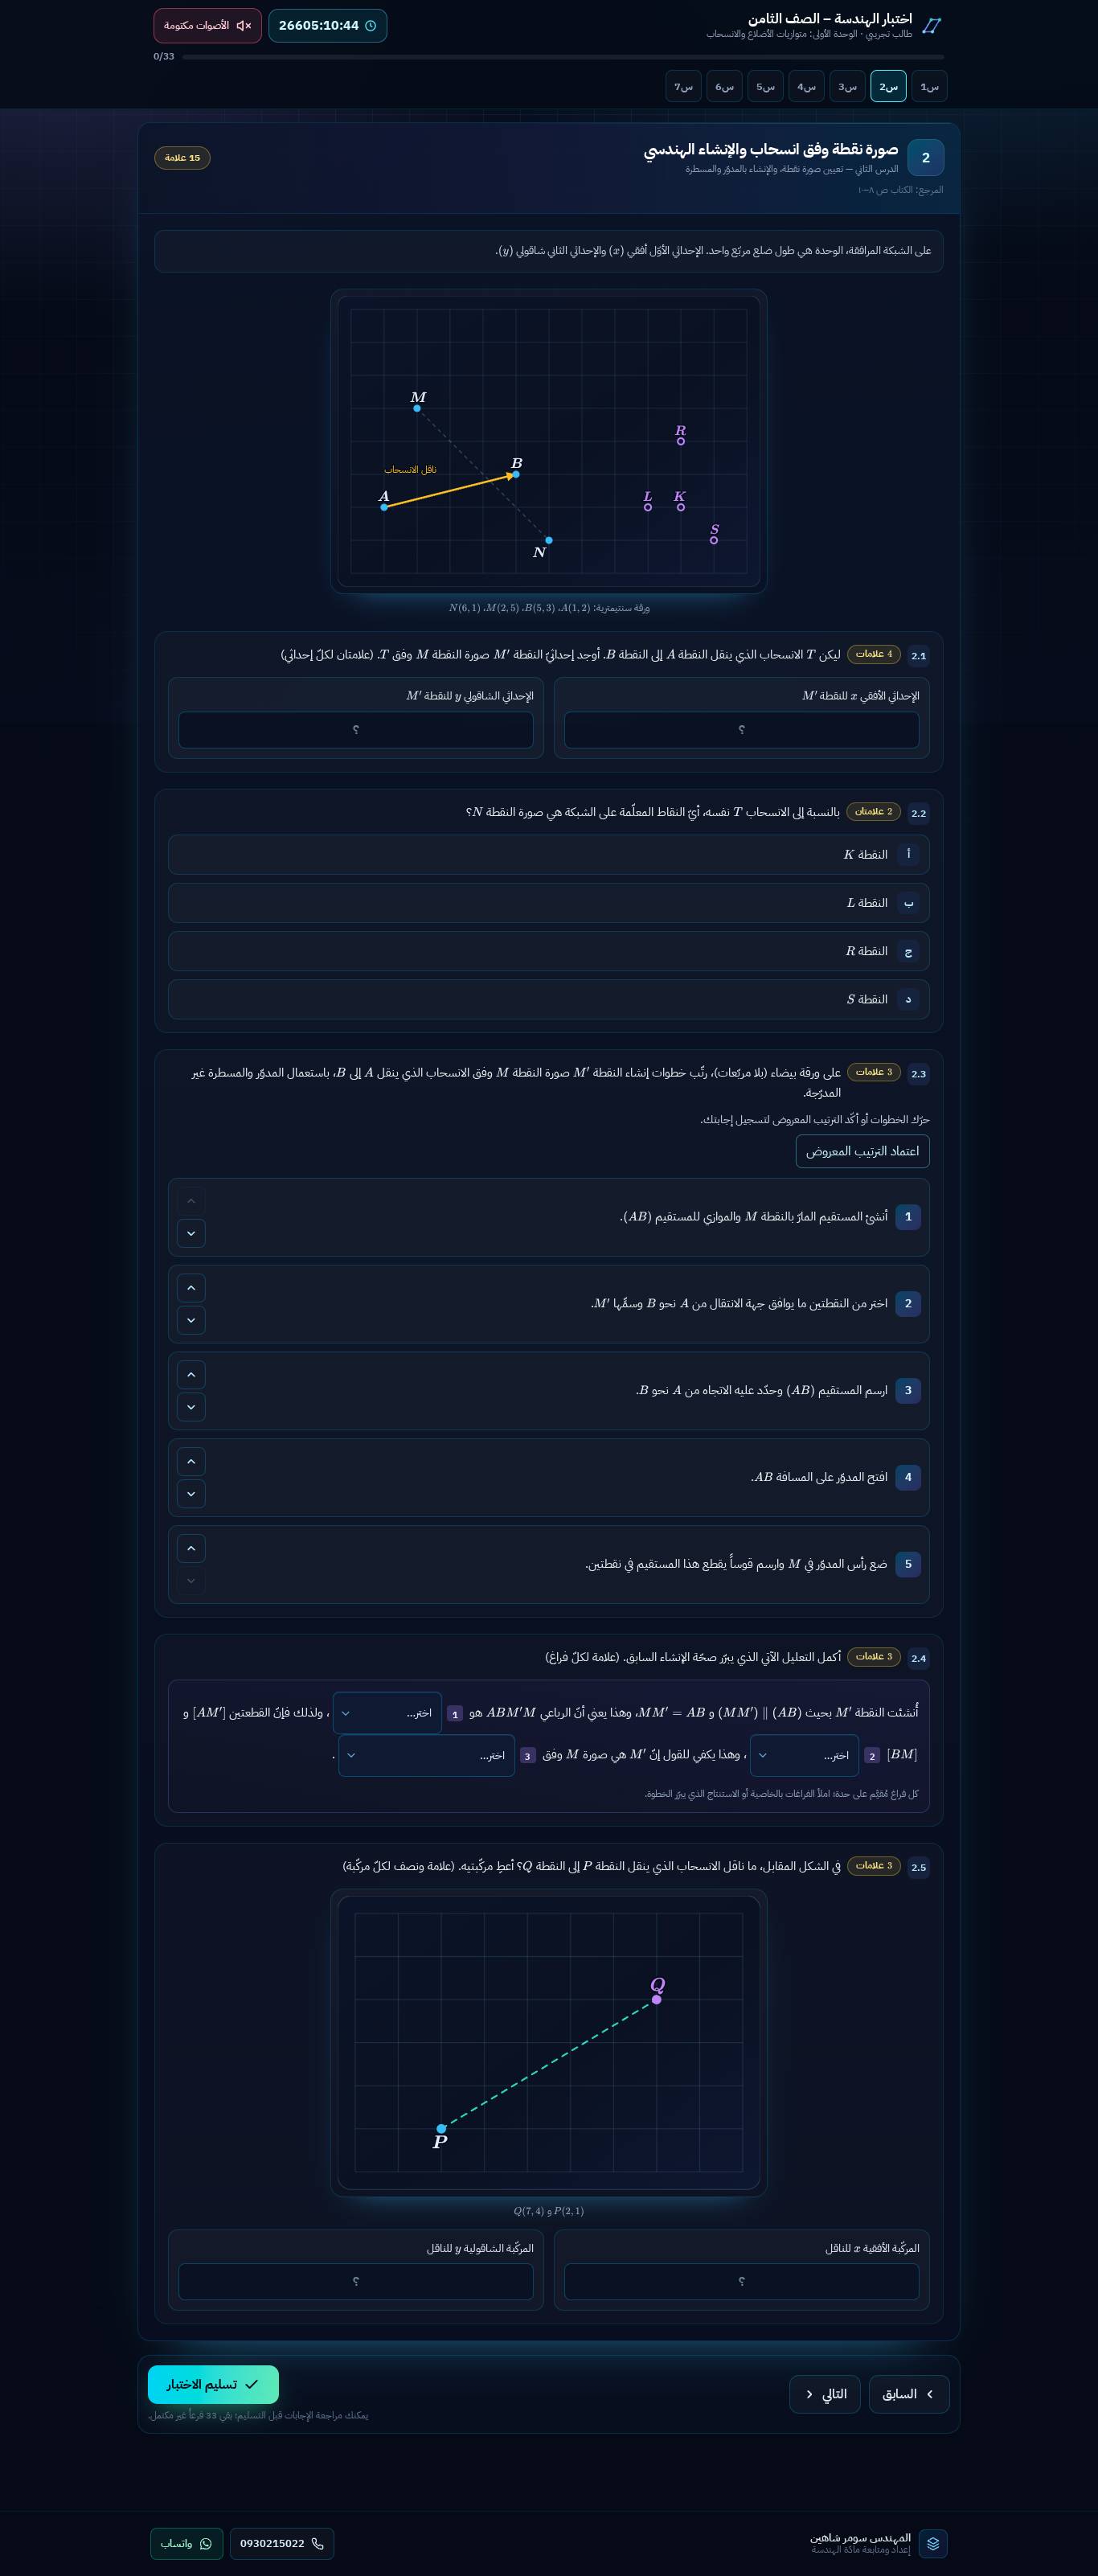 اختبار الهندسة – الصف الثامن
طالب تجريبي · الوحدة الأولى: متوازيات الأضلاع والانسحاب
26605:10:44
الأصوات مكتومة
0/33
س1
س2
س3
س4
س5
س6
س7
2
صورة نقطة وفق انسحاب والإنشاء الهندسي
15 علامة
الدرس الثاني — تعيين صورة نقطة، والإنشاء بالمدوّر والمسطرة
المرجع: الكتاب ص ٨–١٠
على الشبكة المرافقة، الوحدة هي طول ضلع مربّع واحد. الإحداثي الأوّل أفقي (x) والإحداثي الثاني شاقولي (y).
M
R
B
ناقل الانسحاب
A
L
K
S
N
ورقة سنتيمترية: A(1, 2)، B(5, 3)، M(2, 5)، N(6, 1)
2.1
4 علامات
ليكن T الانسحاب الذي ينقل النقطة A إلى النقطة B. أوجد إحداثيّ النقطة M′ صورة النقطة M وفق T. (علامتان لكلّ إحداثي)
الإحداثي الأفقي x للنقطة M′
؟
الإحداثي الشاقولي y للنقطة M′
؟
2.2
2 علامتان
بالنسبة إلى الانسحاب T نفسه، أيّ النقاط المعلّمة على الشبكة هي صورة النقطة N؟
أ
النقطة K
ب
النقطة L
ج
النقطة R
د
النقطة S
2.3
3 علامات
على ورقة بيضاء (بلا مربّعات)، رتّب خطوات إنشاء النقطة M′ صورة النقطة M وفق الانسحاب الذي ينقل A إلى B، باستعمال المدوّر والمسطرة غير
المدرّجة.
حرّك الخطوات أو أكّد الترتيب المعروض لتسجيل إجابتك.
اعتماد الترتيب المعروض
1
أنشئ المستقيم المارّ بالنقطة M والموازي للمستقيم (AB).
2
اختر من النقطتين ما يوافق جهة الانتقال من A نحو B وسمِّها M′.
3
ارسم المستقيم (AB) وحدّد عليه الاتجاه من A نحو B.
4
افتح المدوّر على المسافة AB.
5
ضع رأس المدوّر في M وارسم قوساً يقطع هذا المستقيم في نقطتين.
2.4
3 علامات
أكمل التعليل الآتي الذي يبرّر صحّة الإنشاء السابق. (علامة لكلّ فراغ)
أُنشئت النقطة M′ بحيث (MM′) ∥ (AB) و MM′ = AB، وهذا يعني أنّ الرباعي ABM′M هو 1 اختر... ، ولذلك فإنّ القطعتين [AM′] و
[BM] 2 اختر... ، وهذا يكفي للقول إنّ M′ هي صورة M وفق 3 اختر... .
كل فراغ مُقيَّم على حدة؛ املأ الفراغات بالخاصية أو الاستنتاج الذي يبرّر الخطوة.
2.5
3 علامات
في الشكل المقابل، ما ناقل الانسحاب الذي ينقل النقطة P إلى النقطة Q؟ أعطِ مركّبتيه. (علامة ونصف لكلّ مركّبة)
Q
P
P(2, 1) و Q(7, 4)
المركّبة الأفقية x للناقل
؟
المركّبة الشاقولية y للناقل
؟
السابق
التالي
تسليم الاختبار
يمكنك مراجعة الإجابات قبل التسليم؛ بقي 33 فرعاً غير مكتمل.
المهندس سومر شاهين
إعداد ومتابعة مادّة الهندسة
0930215022
واتساب